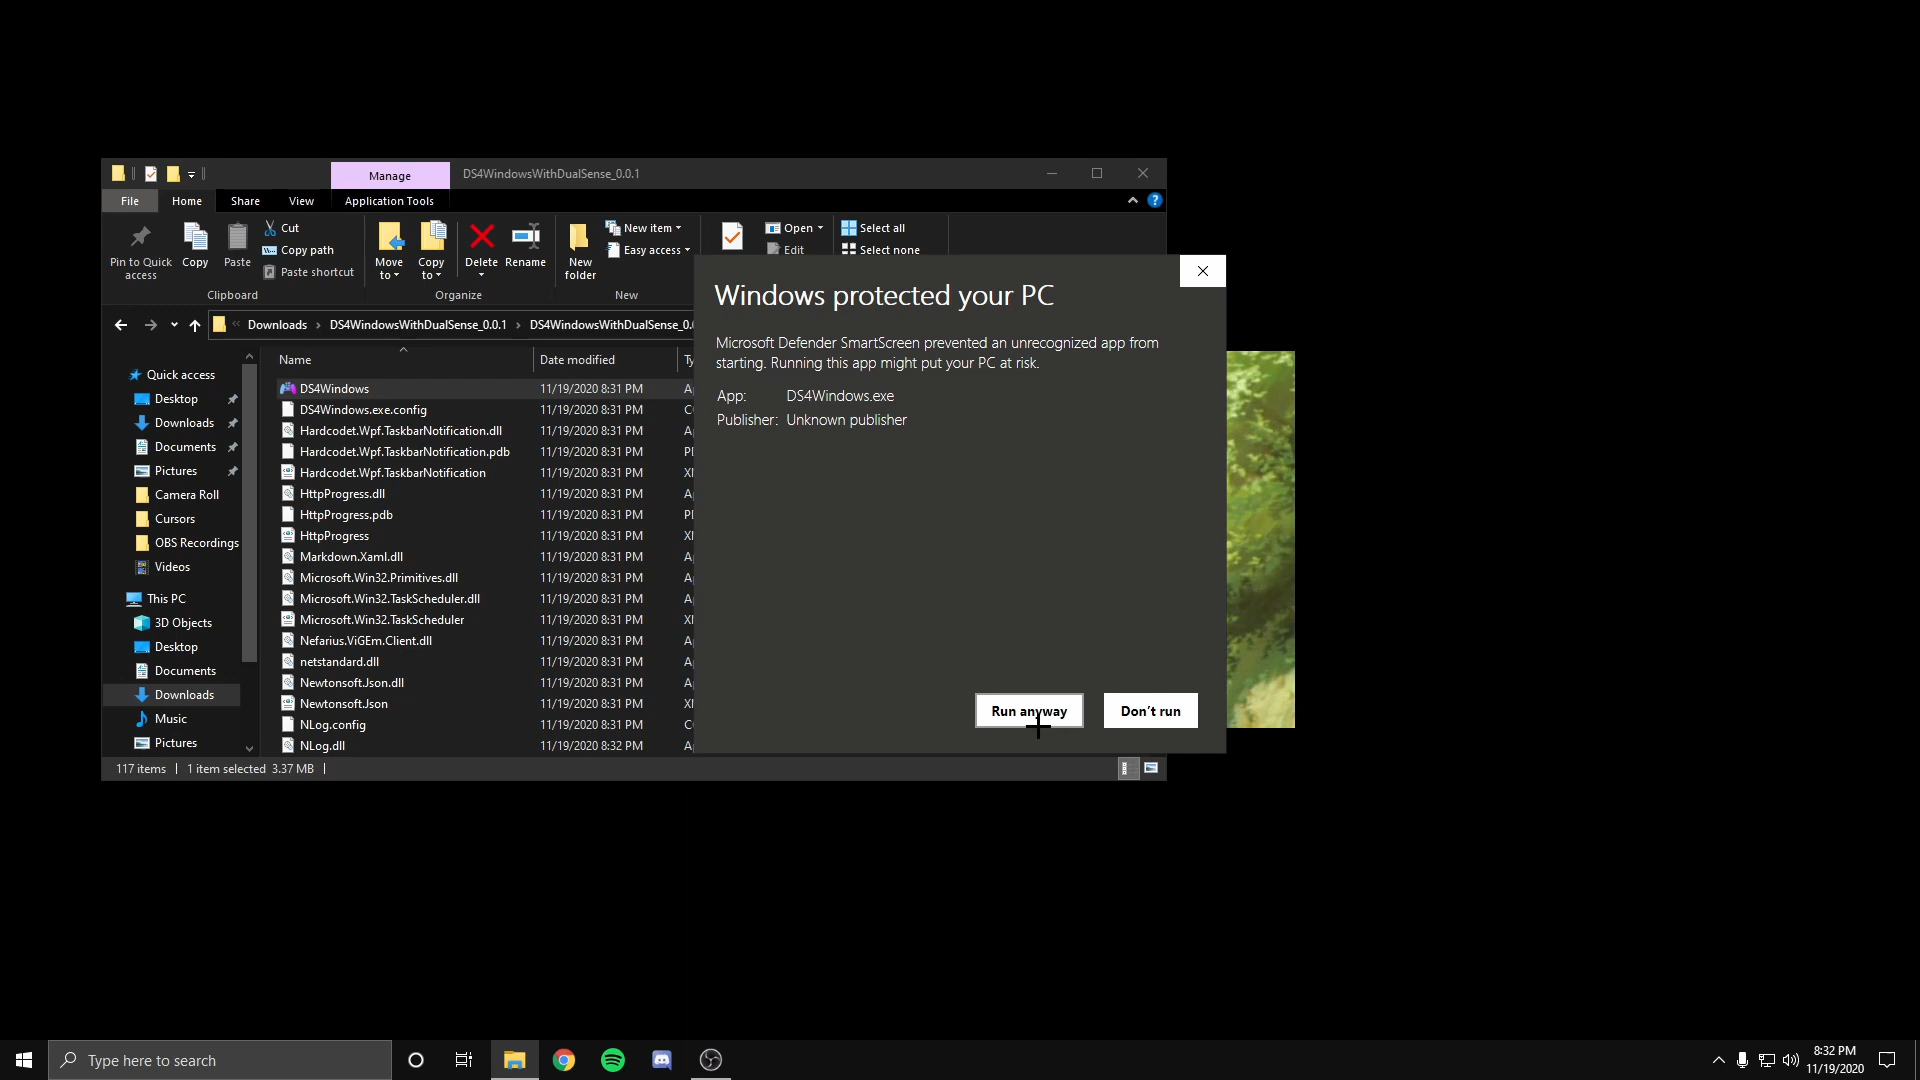 Manage
DS4WindowsWithDualSense_0.0.1
File
Home
Share
View
Application Tools
?
Pin to Quick access
Copy
Paste
Cut
Copy path
Paste shortcut
Clipboard
Move to
Copy to
Delete
Rename
Organize
New folder
New item
Easy access
New
Open
Edit
Select all
Select none
«
Downloads > DS4WindowsWithDualSense_0.0.1 > DS4WindowsWithDualSense_0.
Quick access
Desktop
Downloads
Documents
Pictures
Camera Roll
Cursors
OBS Recordings
Videos
This PC
3D Objects
Desktop
Documents
Downloads
Music
Pictures
Name Date modified Ty
DS4Windows 11/19/2020 8:31 PM
DS4Windows.exe.config 11/19/2020 8:31 PM
Hardcodet.Wpf.TaskbarNotification.dll 11/19/2020 8:31 PM
Hardcodet.Wpf.TaskbarNotification.pdb 11/19/2020 8:31 PM
Hardcodet.Wpf.TaskbarNotification 11/19/2020 8:31 PM
HttpProgress.dll 11/19/2020 8:31 PM
HttpProgress.pdb 11/19/2020 8:31 PM
HttpProgress 11/19/2020 8:31 PM
Markdown.Xaml.dll 11/19/2020 8:31 PM
Microsoft.Win32.Primitives.dll 11/19/2020 8:31 PM
Microsoft.Win32.TaskScheduler.dll 11/19/2020 8:31 PM
Microsoft.Win32.TaskScheduler 11/19/2020 8:31 PM
Nefarius.ViGEm.Client.dll 11/19/2020 8:31 PM
netstandard.dll 11/19/2020 8:31 PM
Newtonsoft.Json.dll 11/19/2020 8:31 PM
Newtonsoft.Json 11/19/2020 8:31 PM
NLog.config 11/19/2020 8:31 PM
NLog.dll 11/19/2020 8:32 PM
117 items
1 item selected 3.37 MB
Windows protected your PC
Microsoft Defender SmartScreen prevented an unrecognized app from
starting. Running this app might put your PC at risk.
App: DS4Windows.exe
Publisher: Unknown publisher
Run anyway
Don't run
Type here to search
8:32 PM
11/19/2020